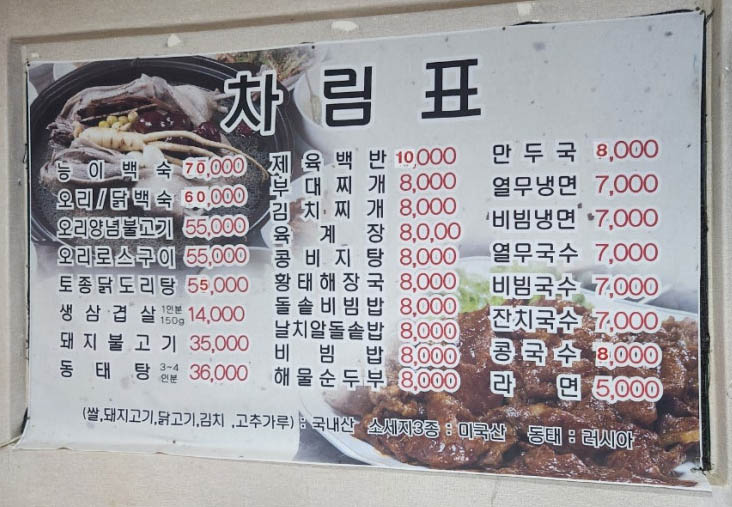 차림표
능이백숙 70,000
오리/닭백숙 60,000
오리양념불고기 55,000
오리로스구이 55,000
토종닭도리탕 55,000
생삼겹살 1인분 150g 14,000
돼지불고기 35,000
동태탕 3~4인분 36,000
제육백반 10,000
부대찌개 8,000
김치찌개 8,000
육계장 8,0,00
콩비지탕 8,000
황태해장국 8,000
돌솥비빔밥 8,000
날치알돌솥밥 8,000
비빔밥 8,000
해물순두부 8,000
만두국 8,000
열무냉면 7,000
비빔냉면 7,000
열무국수 7,000
비빔국수 7,000
잔치국수 7,000
콩국수 8,000
라면 5,000
(쌀,돼지고기,닭고기,김치 ,고추가루) : 국내산 소세지3종 : 미국산 동태 : 러시아